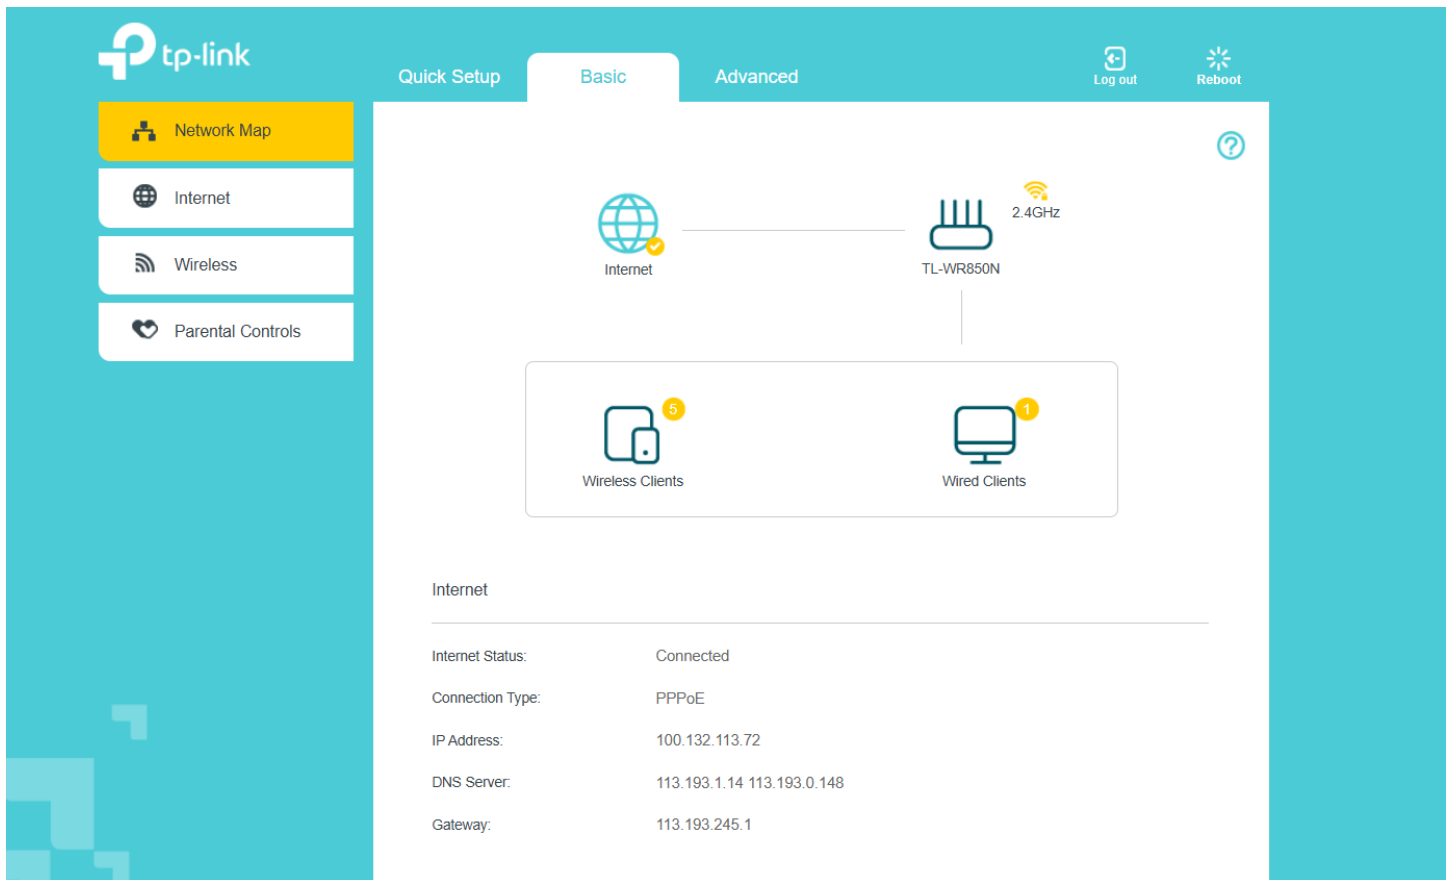 tp-link
Quick Setup
Basic
Advanced
Log out
Reboot
Network Map
Internet
Wireless
Parental Controls
2.4GHz
Internet
TL-WR850N
5
1
Wireless Clients
Wired Clients
Internet
Internet Status: Connected
Connection Type: PPPoE
IP Address: 100.132.113.72
DNS Server: 113.193.1.14 113.193.0.148
Gateway: 113.193.245.1